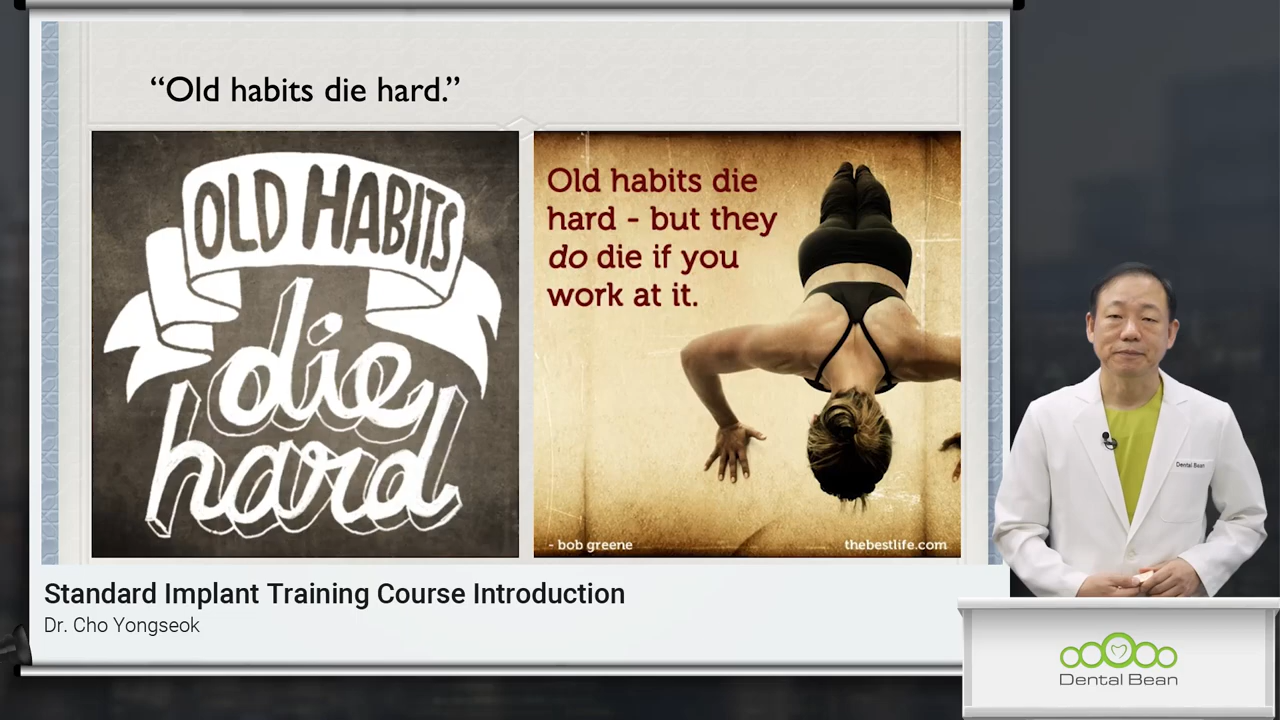 “Old habits die hard.”
OLD HABITS
die
hard
Old habits die
hard - but they
do die if you
work at it.
- bob greene
thebestlife.com
Standard Implant Training Course Introduction
Dr. Cho Yongseok
Dental Bean
Dental Bean